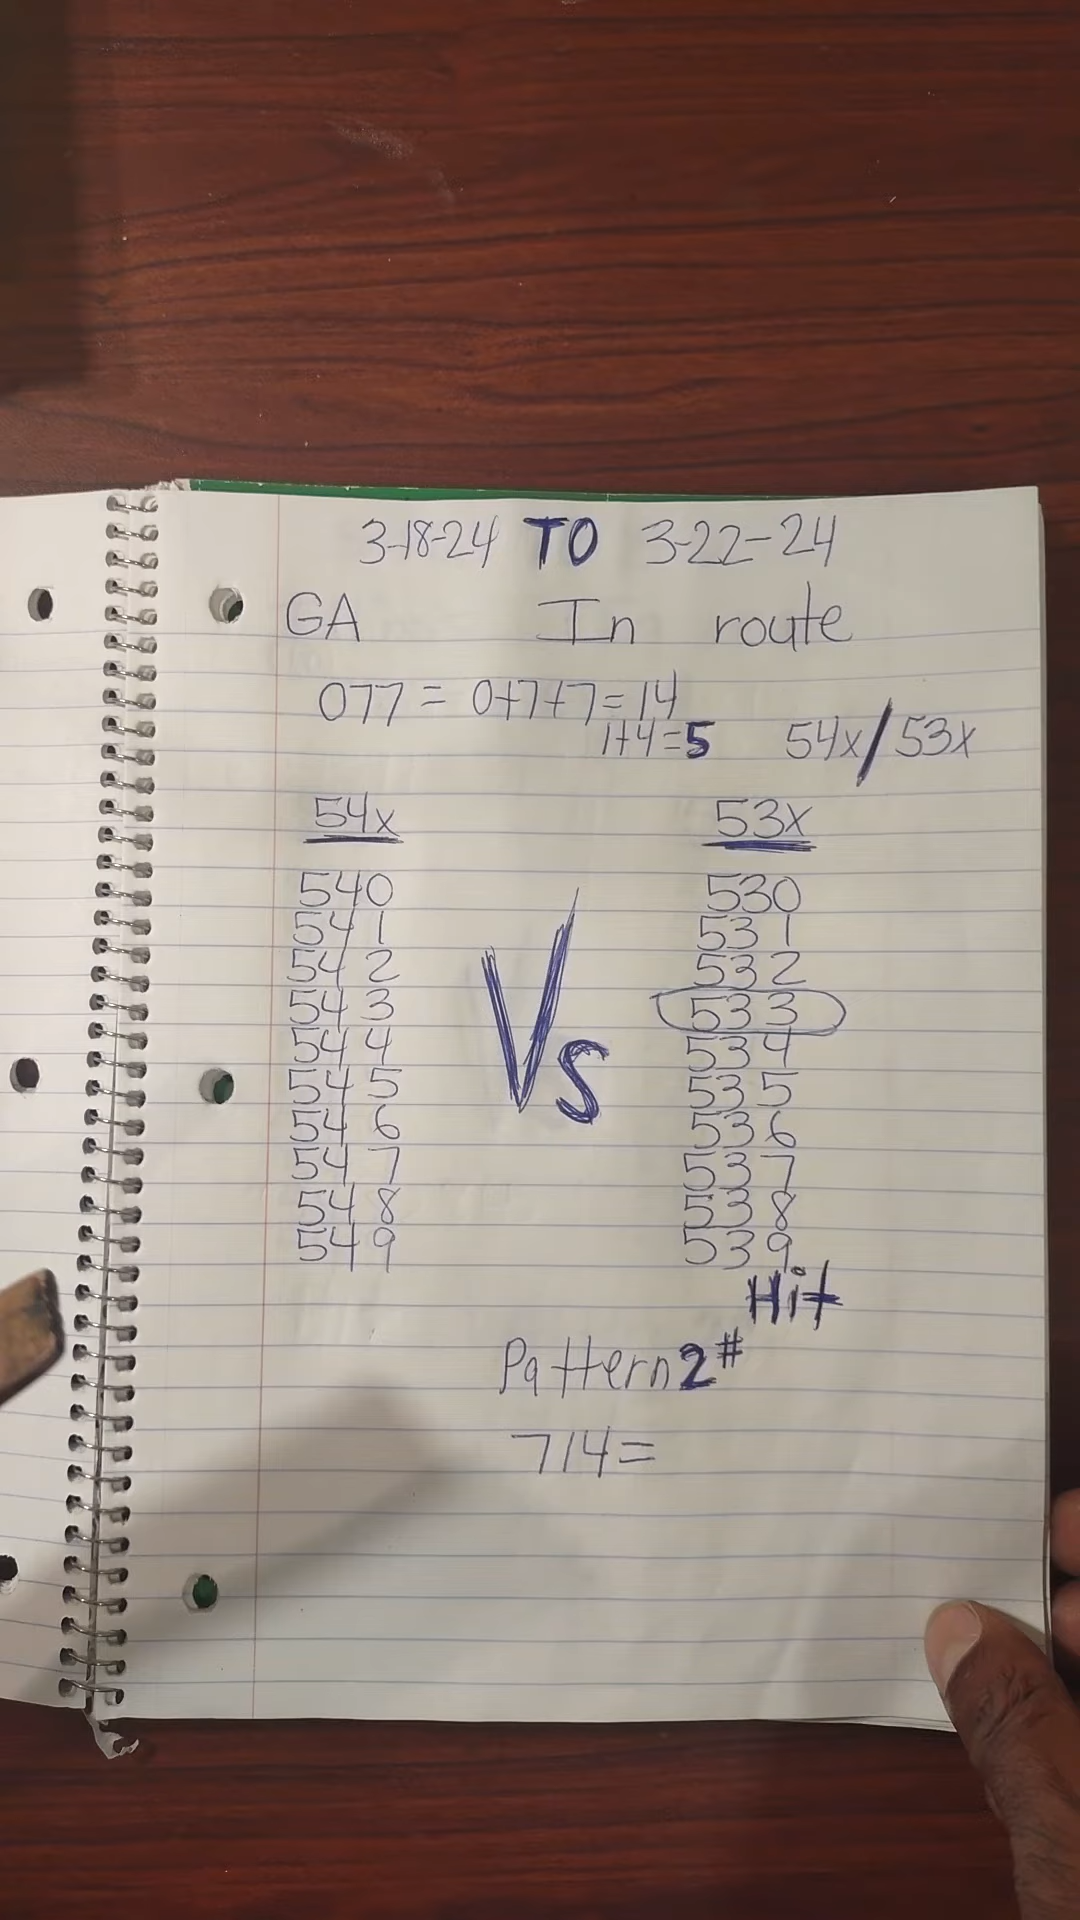 3-18-24 TO 3-22-24
GA In route
077 = 0+7+7=14
1+4=5 54x/53x
54x 53x
540 530
541 531
542 532
543 Vs 533
544 534
545 535
546 536
547 537
548 538
549 539
Hit
Pattern 2#
714=